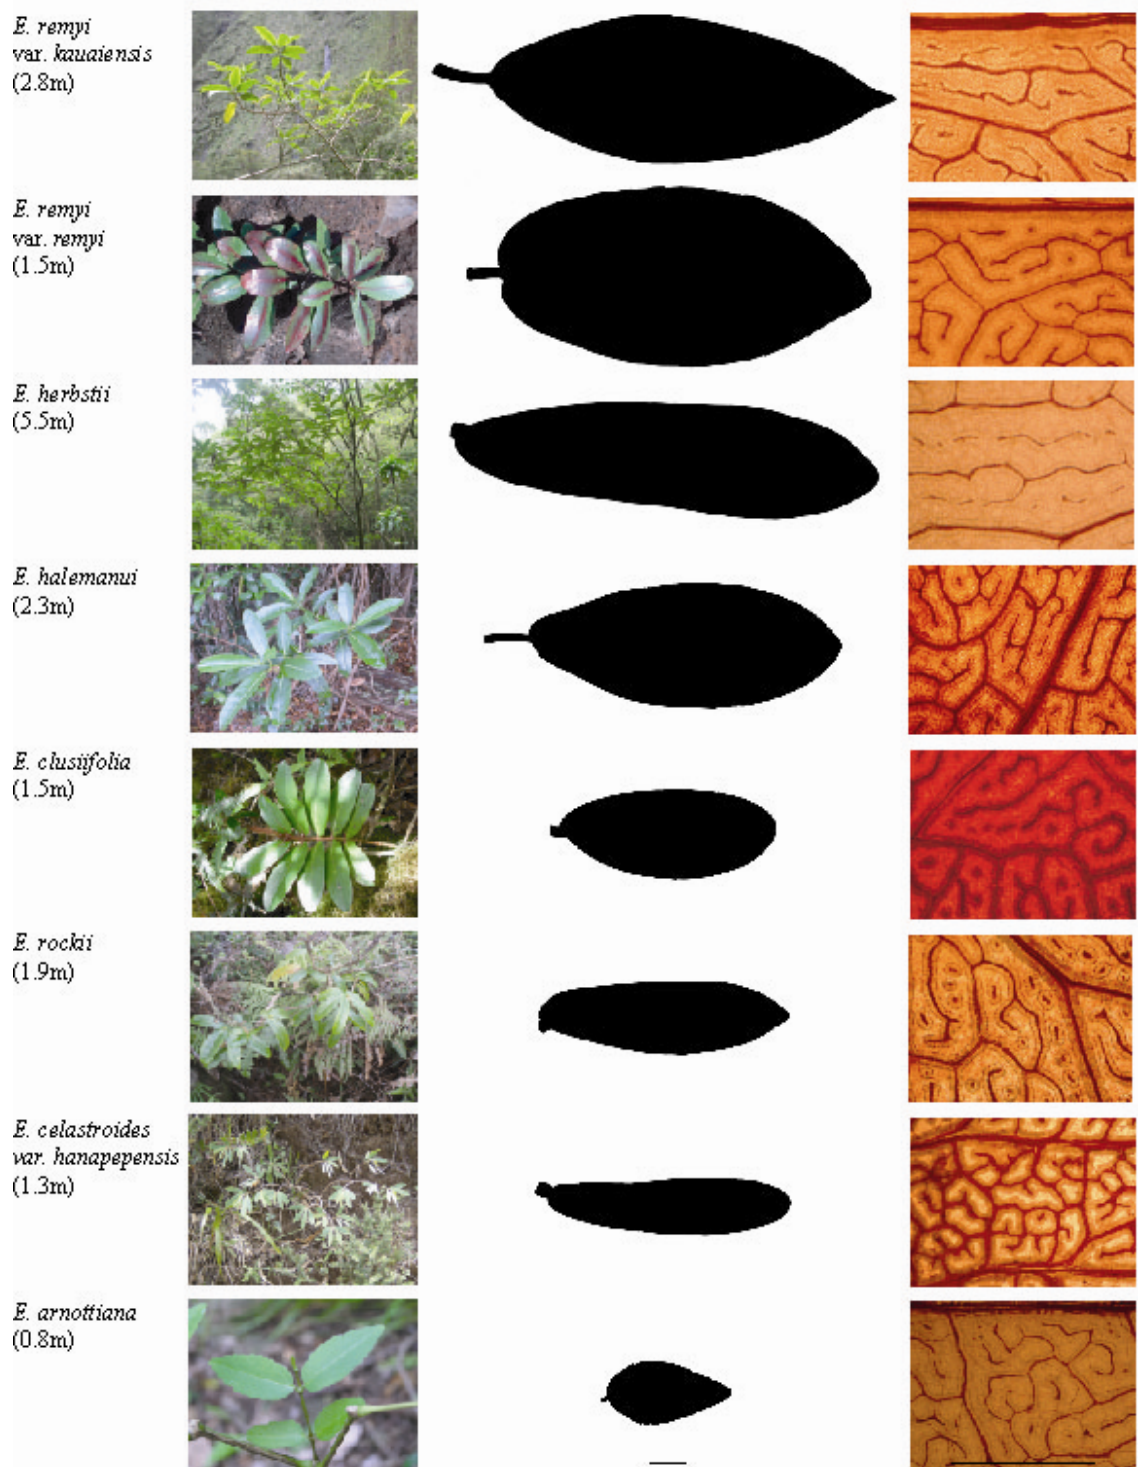 E. remyi
var. kauaiensis
(2.8m)
E. remyi
var. remyi
(1.5m)
E. herbstii
(5.5m)
E. halemanui
(2.3m)
E. clusiifolia
(1.5m)
E. rockii
(1.9m)
E. celastroides
var. hanapepensis
(1.3m)
E. arnottiana
(0.8m)